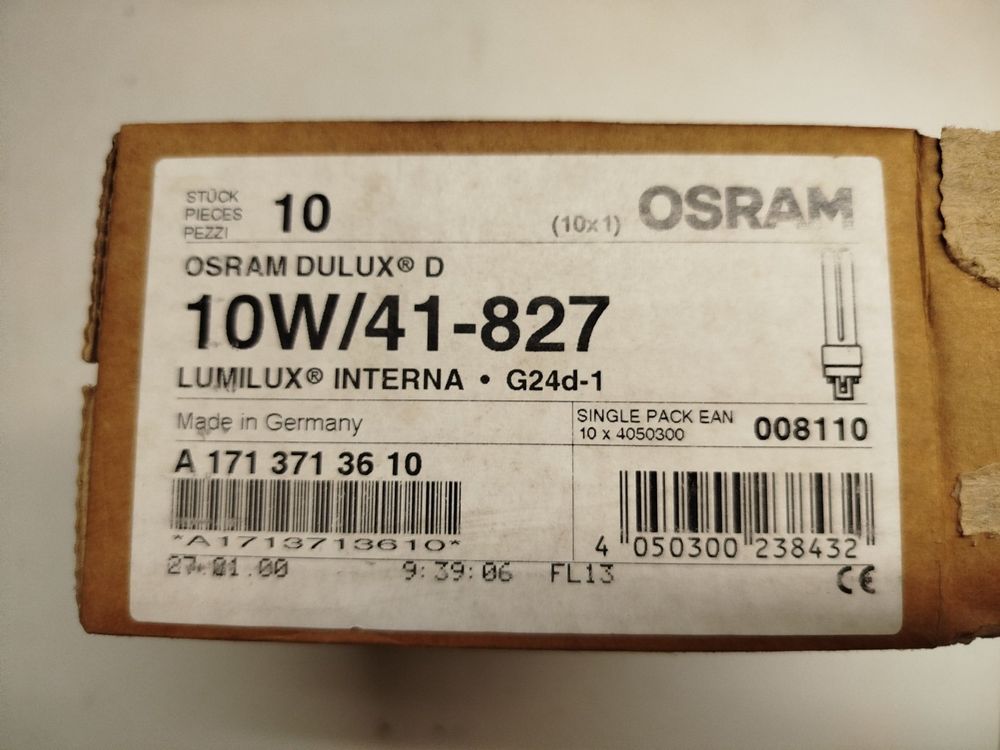 STÜCK
PIECES
PEZZI
10
(10x1)
OSRAM
OSRAM DULUX® D
10W/41-827
LUMILUX® INTERNA • G24d-1
Made in Germany
SINGLE PACK EAN
10 x 4050300
008110
A 171 371 36 10
*A1713713610*
4 050300 238432
27.01.00 9:39:06 FL13
CE